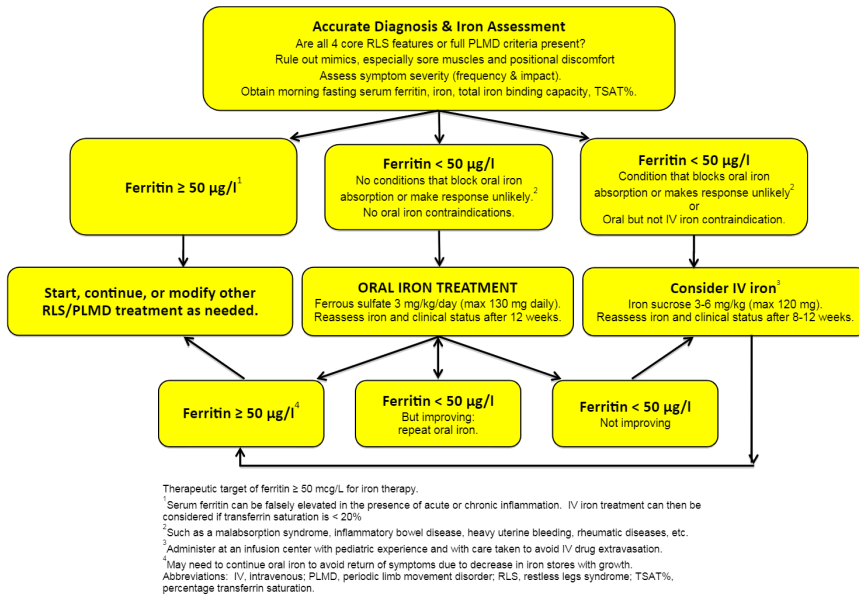 Accurate Diagnosis & Iron Assessment
Are all 4 core RLS features or full PLMD criteria present?
Rule out mimics, especially sore muscles and positional discomfort
Assess symptom severity (frequency & impact).
Obtain morning fasting serum ferritin, iron, total iron binding capacity, TSAT%.
Ferritin ≥ 50 µg/l¹
Ferritin < 50 µg/l
No conditions that block oral iron
absorption or make response unlikely.²
No oral iron contraindications.
Ferritin < 50 µg/l
Condition that blocks oral iron
absorption or makes response unlikely²
or
Oral but not IV iron contraindication.
Start, continue, or modify other
RLS/PLMD treatment as needed.
ORAL IRON TREATMENT
Ferrous sulfate 3 mg/kg/day (max 130 mg daily).
Reassess iron and clinical status after 12 weeks.
Consider IV iron³
Iron sucrose 3-6 mg/kg (max 120 mg).
Reassess iron and clinical status after 8-12 weeks.
Ferritin ≥ 50 µg/l⁴
Ferritin < 50 µg/l
But improving:
repeat oral iron.
Ferritin < 50 µg/l
Not improving
Therapeutic target of ferritin ≥ 50 mcg/L for iron therapy.
¹Serum ferritin can be falsely elevated in the presence of acute or chronic inflammation. IV iron treatment can then be
considered if transferrin saturation is < 20%
²Such as a malabsorption syndrome, inflammatory bowel disease, heavy uterine bleeding, rheumatic diseases, etc.
³Administer at an infusion center with pediatric experience and with care taken to avoid IV drug extravasation.
⁴May need to continue oral iron to avoid return of symptoms due to decrease in iron stores with growth.
Abbreviations: IV, intravenous; PLMD, periodic limb movement disorder; RLS, restless legs syndrome; TSAT%,
percentage transferrin saturation.